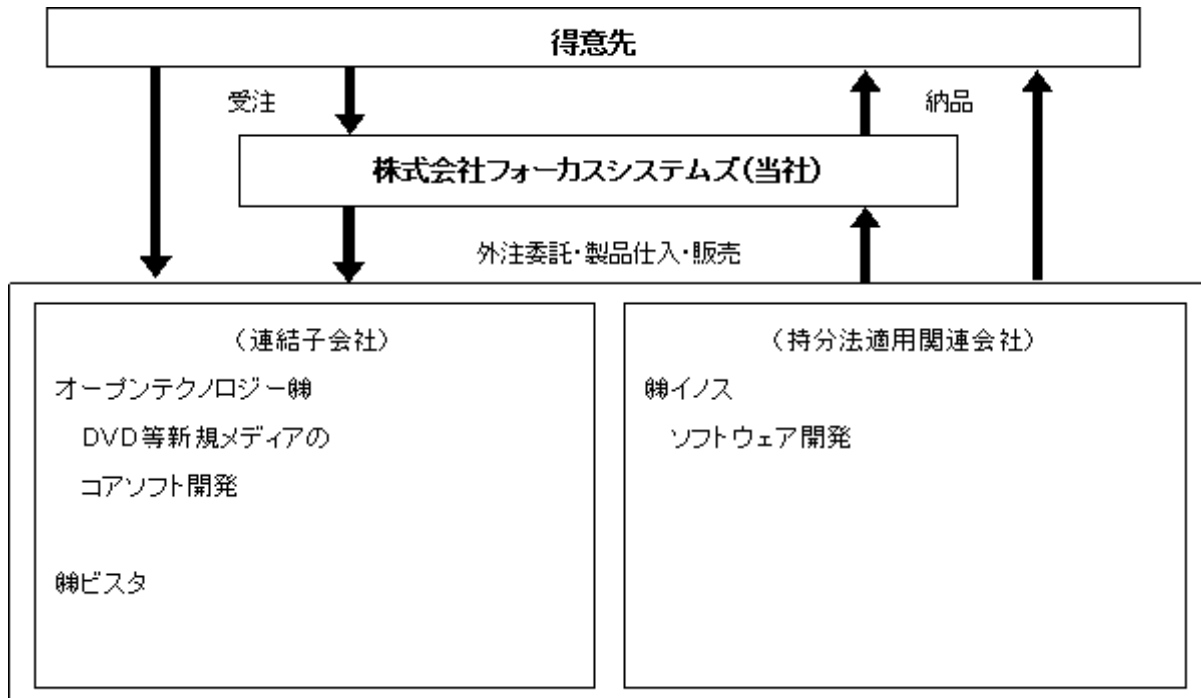 得意先
受注
納品
株式会社フォーカスシステムズ(当社)
外注委託・製品仕入・販売
(連結子会社)
オープンテクノロジー㈱
DVD等新規メディアの
コアソフト開発
㈱ビスタ
(持分法適用関連会社)
㈱イノス
ソフトウェア開発